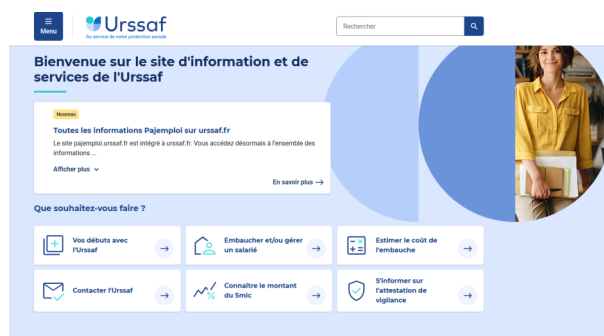 Menu
Urssaf
Au service de notre protection sociale
Rechercher
Bienvenue sur le site d'information et de
services de l'Urssaf
Nouveau
Toutes les informations Pajemploi sur urssaf.fr
Le site pajemploi.urssaf.fr est intégré à urssaf.fr. Vous accédez désormais à l'ensemble des
informations ...
Afficher plus
En savoir plus
Que souhaitez-vous faire ?
Vos débuts avec
l'Urssaf
Embaucher et/ou gérer
un salarié
Estimer le coût de
l'embauche
Contacter l'Urssaf
Connaître le montant
du Smic
S'informer sur
l'attestation de
vigilance